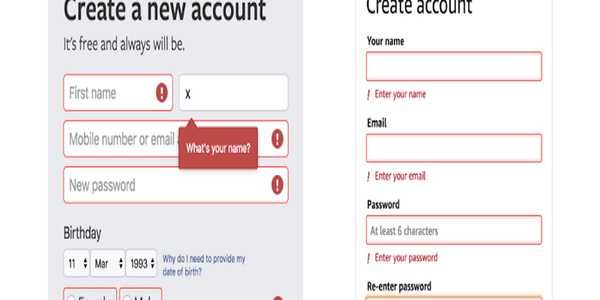 Create a new account
It's free and always will be.
First name
x
Mobile number or email
What's your name?
New password
Birthday
11 Mar 1993
Why do I need to provide my
date of birth?
Create account
Your name
! Enter your name
Email
! Enter your email
Password
At least 6 characters
! Enter your password
Re-enter password